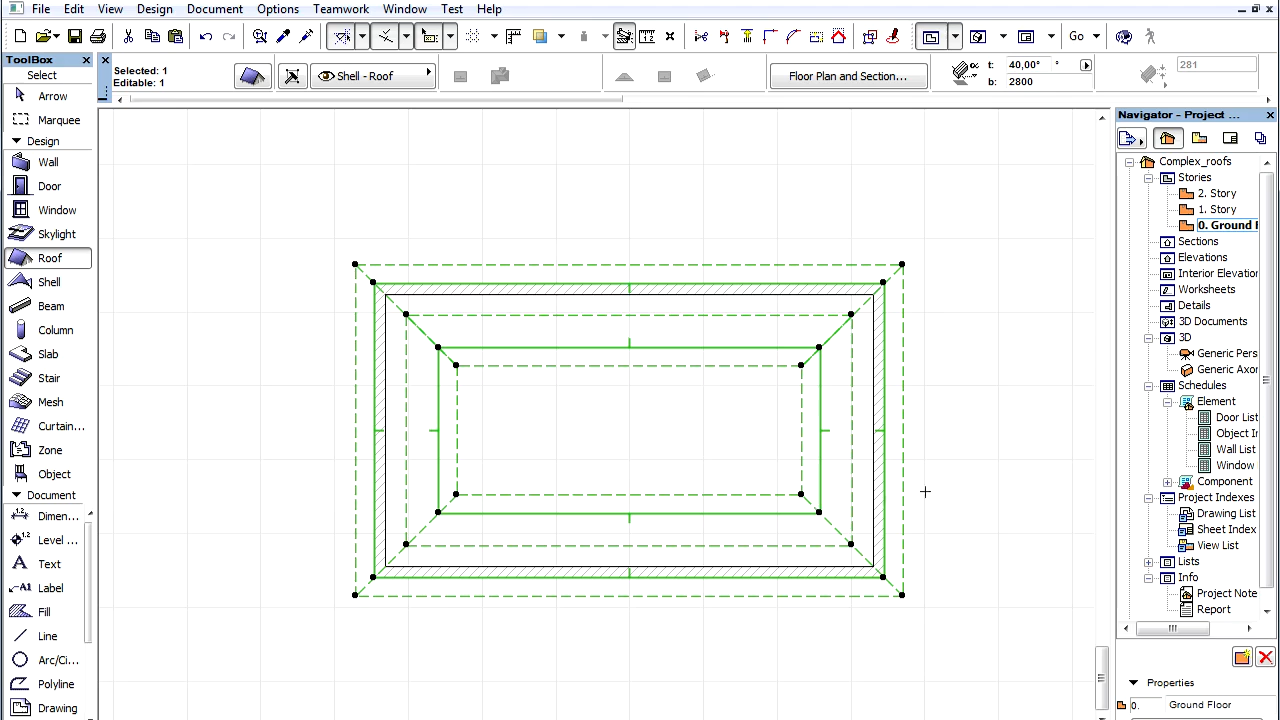 File Edit View Design Document Options Teamwork Window Test Help
Go
ToolBox
Select
Arrow
Marquee
Design
Wall
Door
Window
Skylight
Roof
Shell
Beam
Column
Slab
Stair
Mesh
Curtain...
Zone
Object
Document
Dimen...
Level ...
Text
Label
Fill
Line
Arc/Ci...
Polyline
Drawing
Selected: 1
Editable: 1
Shell - Roof
Floor Plan and Section...
t: 40,00° °
b: 2800
281
Navigator - Project ...
Complex_roofs
Stories
2. Story
1. Story
0. Ground
Sections
Elevations
Interior Elevatio
Worksheets
Details
3D Documents
3D
Generic Pers
Generic Axo
Schedules
Element
Door List
Object I
Wall List
Window
Component
Project Indexes
Drawing List
Sheet Index
View List
Lists
Info
Project Note
Report
Properties
0. Ground Floor